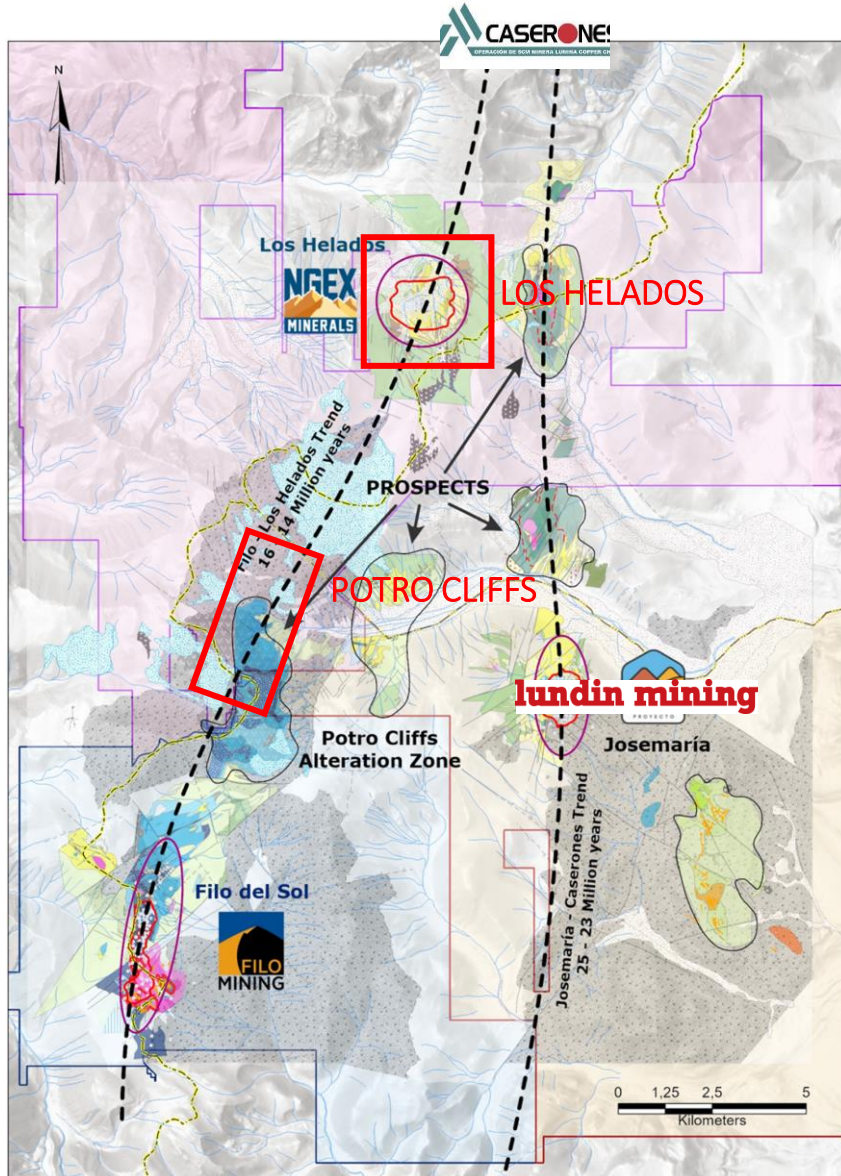 CASERONES
OPERACIÓN DE SCM MINERA LUMINA COPPER CH
N
Los Helados
NGEX
MINERALS
LOS HELADOS
Filo - Los Helados Trend
16 - 14 Million years
PROSPECTS
POTRO CLIFFS
lundin mining
PROYECTO
Josemaría
Potro Cliffs
Alteration Zone
Josemaría - Caserones Trend
25 - 23 Million years
Filo del Sol
FILO
MINING
0 1,25 2,5 5
Kilometers